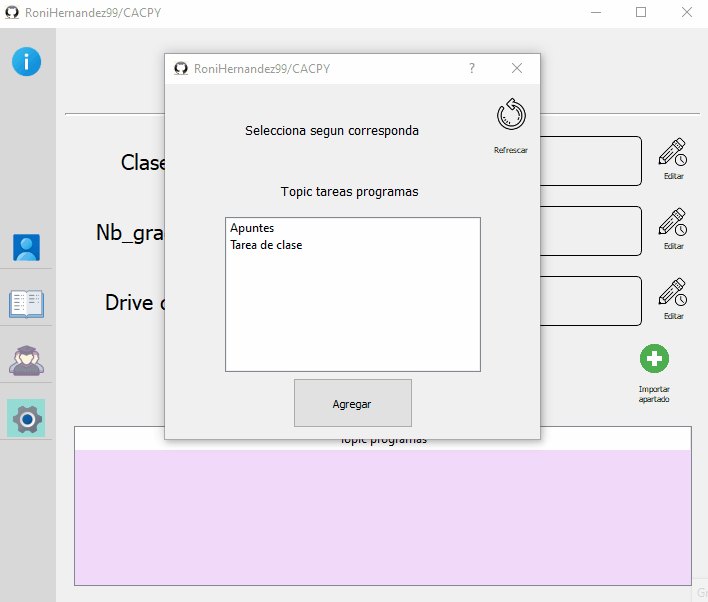 RoniHernandez99/CACPY
RoniHernandez99/CACPY
?
Selecciona segun corresponda
Refrescar
Topic tareas programas
Apuntes
Tarea de clase
Agregar
Clase
Editar
Nb_gra
Editar
Drive
Editar
Importar
apartado
Topic programas